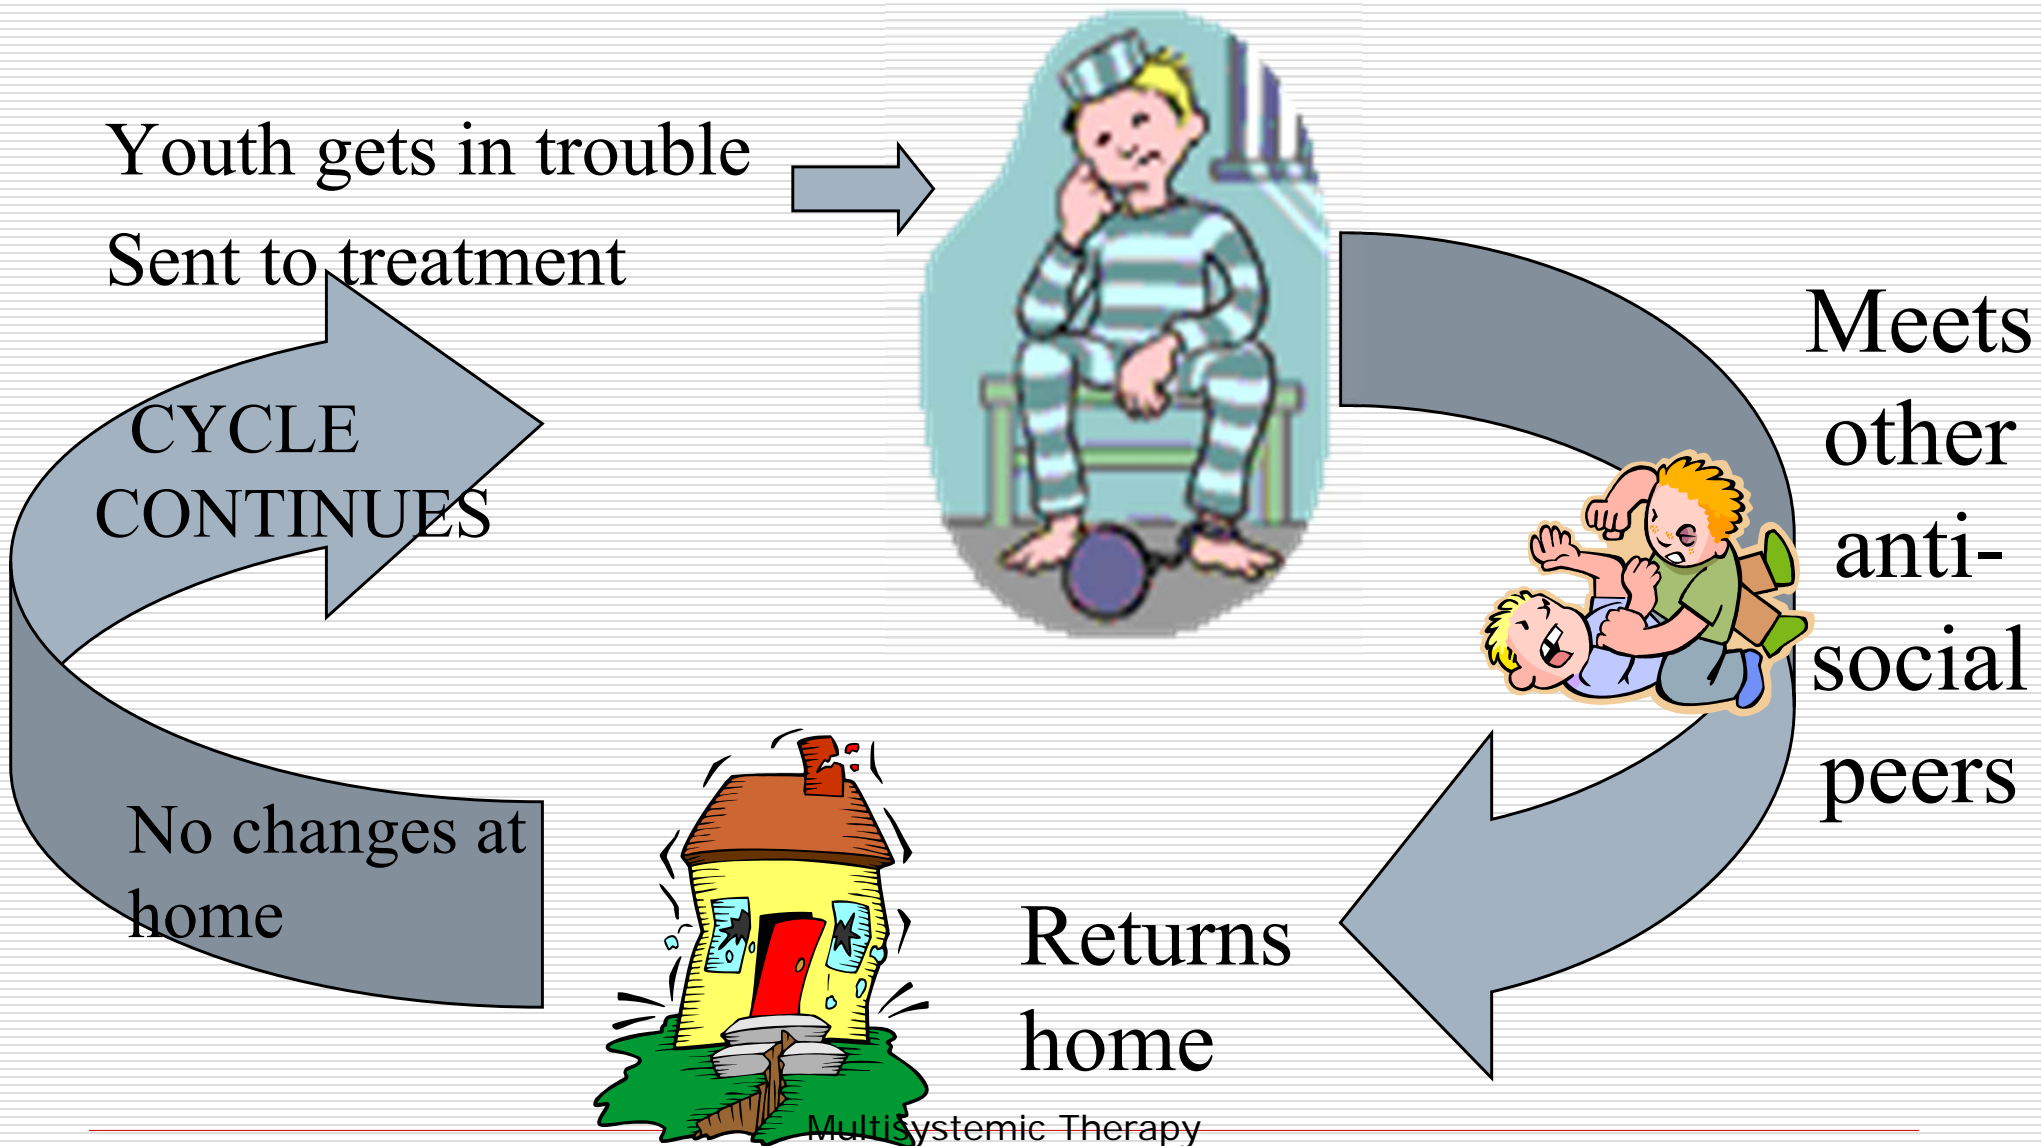 Youth gets in trouble
Sent to treatment
Meets
other
anti-
social
peers
Returns
home
No changes at
home
CYCLE
CONTINUES
Multisystemic Therapy